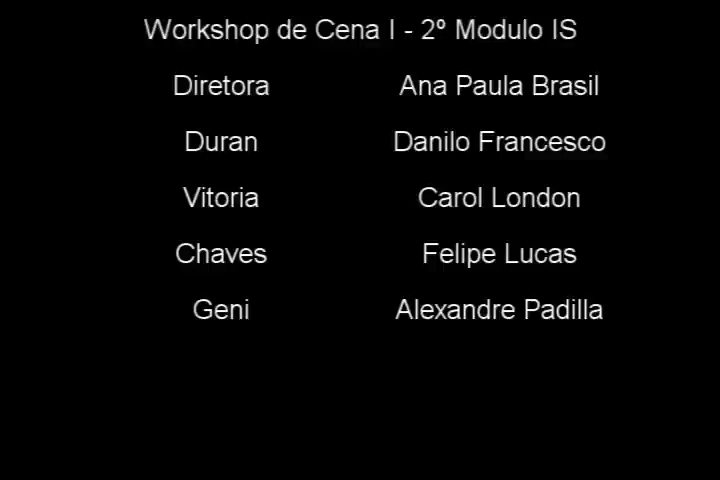 Workshop de Cena I - 2º Modulo IS
Diretora Ana Paula Brasil
Duran Danilo Francesco
Vitoria Carol London
Chaves Felipe Lucas
Geni Alexandre Padilla